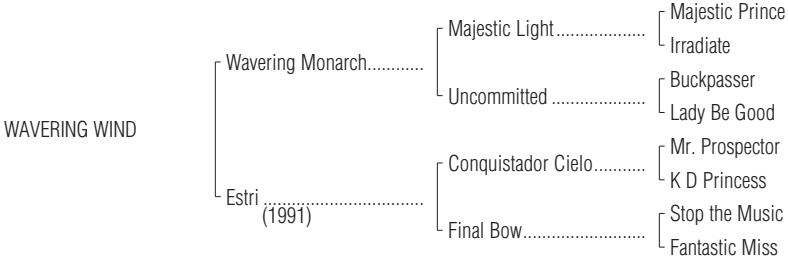 Majestic Prince
Majestic Light...................
Irradiate
Wavering Monarch............
Buckpasser
Uncommitted ....................
Lady Be Good
WAVERING WIND
Mr. Prospector
Conquistador Cielo...........
K D Princess
Estri ..................................
(1991)
Stop the Music
Final Bow..........................
Fantastic Miss